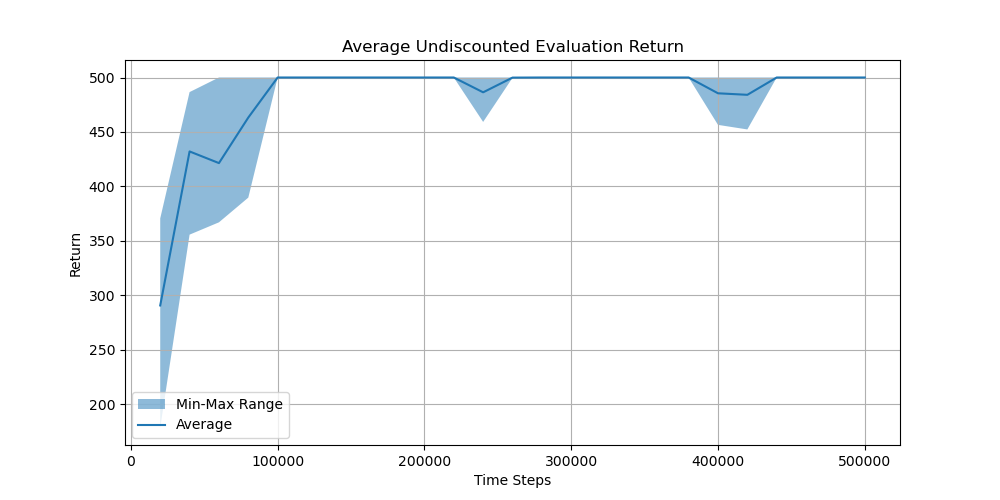 Average Undiscounted Evaluation Return
500
450
400
350
300
250
200
Return
Min-Max Range
Average
0 100000 200000 300000 400000 500000
Time Steps